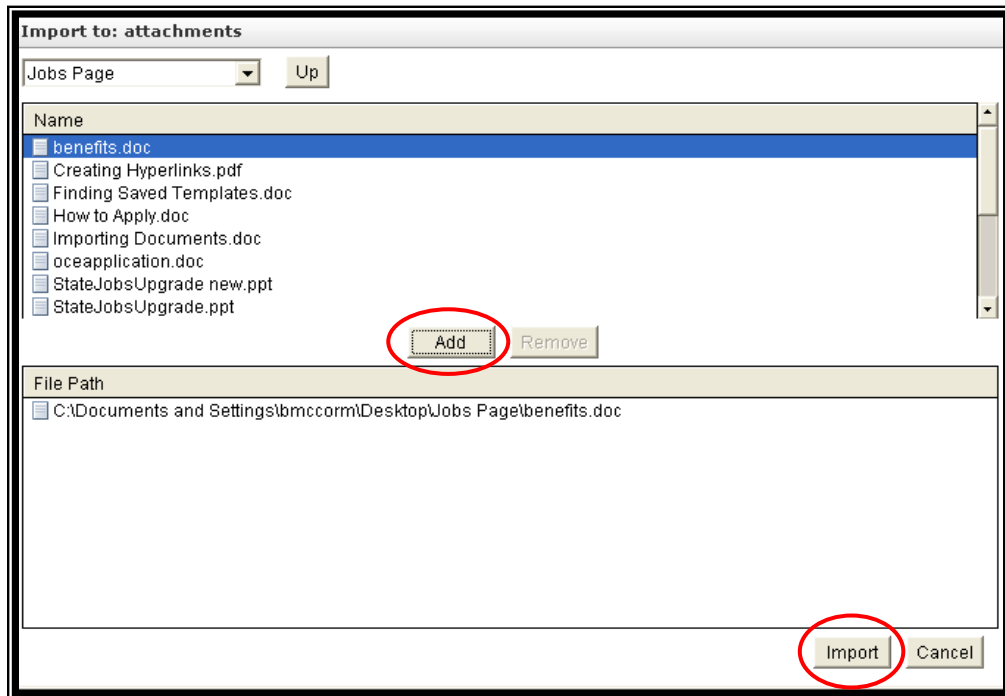 Import to: attachments
Jobs Page Up
Name
benefits.doc
Creating Hyperlinks.pdf
Finding Saved Templates.doc
How to Apply.doc
Importing Documents.doc
oceapplication.doc
StateJobsUpgrade new.ppt
StateJobsUpgrade.ppt
Add Remove
File Path
C:\Documents and Settings\bmccorm\Desktop\Jobs Page\benefits.doc
Import Cancel